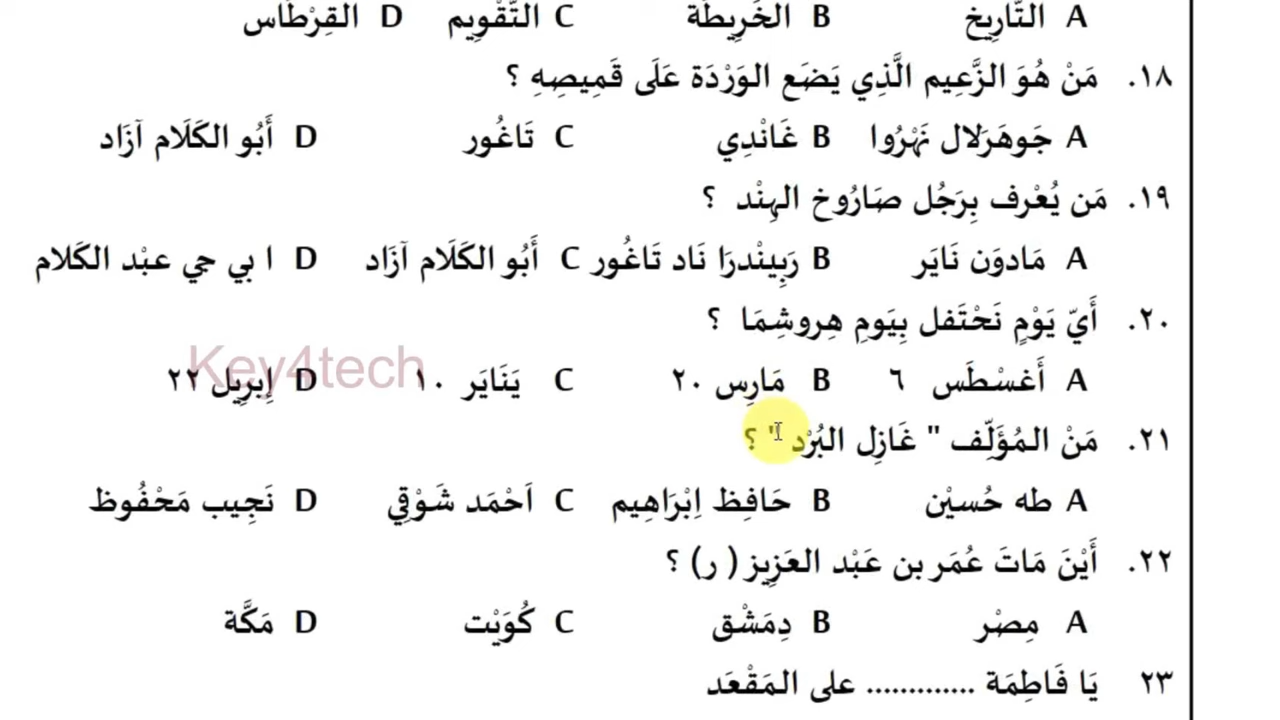 A التَّارِيخ B الخَرِيطَة C التَّقْوِيم D القِرْطَاس
١٨. مَنْ هُوَ الزَّعِيم الَّذِي يَضَع الوَرْدَة عَلَى قَمِيصِهِ ؟
A جَوهَرَلال نَهْرُوا B غَانْدِي C تَاغُور D أَبُو الكَلَام آزَاد
١٩. مَن يُعْرف بِرَجُل صَارُوخ الهِنْد ؟
A مَادوَن نَايَر B رَبِينْدرَا نَاد تَاغُور C أَبُو الكَلَام آزَاد D ا بي جي عبْد الكَلام
٢٠. أَيّ يَوْمٍ نَحْتَفل بِيَومِ هِروشِمَا ؟
A أَغسْطَس ٦ B مَارِس ٢٠ C يَنَايَر ١٠ D إِبرِيل ٢٢
Key4tech
٢١. مَنْ المُؤَلِّف " غَازِل البُرْد " ؟
A طه حُسيْن B حَافِظ اِبْرَاهِيم C اَحْمَد شَوْقِي D نَجِيب مَحْفُوظ
٢٢. أَيْنَ مَاتَ عُمَر بن عَبْد العَزِيز ( ر) ؟
A مِصْر B دِمَشْق C كُوَيْت D مَكَّة
٢٣ يَا فَاطِمَة ............. على المَقْعَد